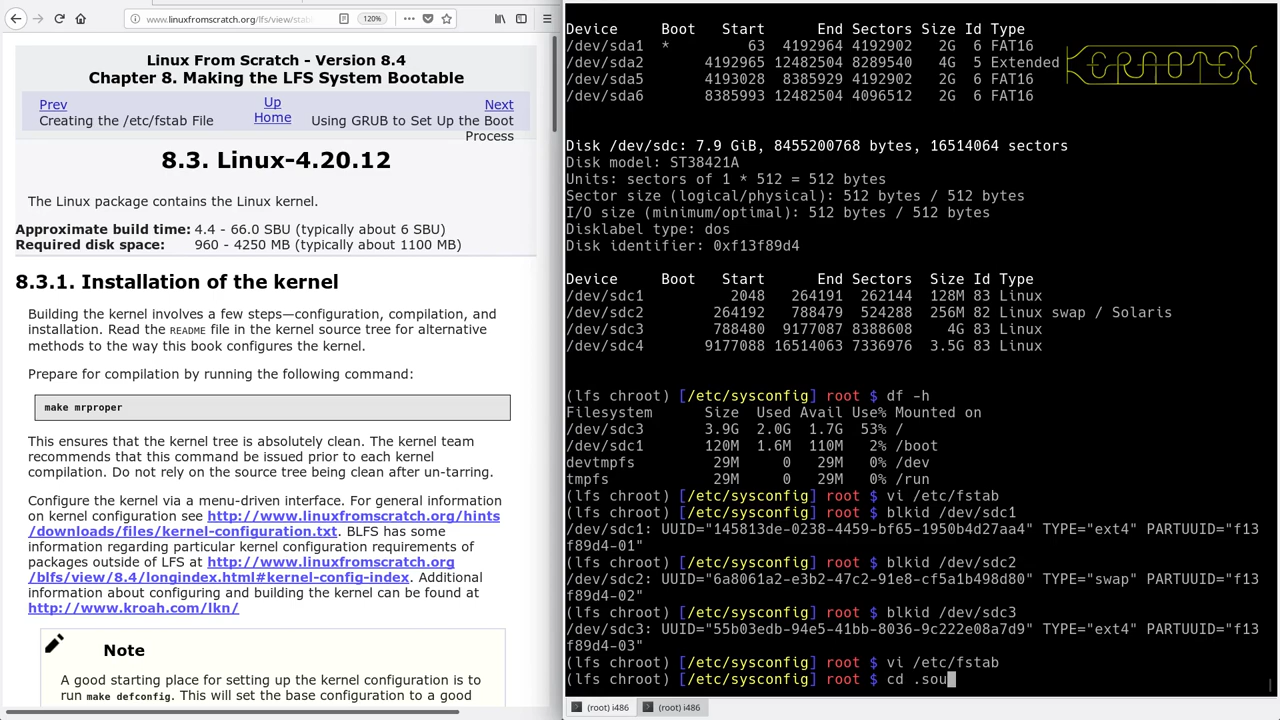 www.linuxfromscratch.org/lfs/view/stab
120%
Linux From Scratch - Version 8.4
Chapter 8. Making the LFS System Bootable
Prev
Up
Next
Creating the /etc/fstab File
Home
Using GRUB to Set Up the Boot
Process
8.3. Linux-4.20.12
The Linux package contains the Linux kernel.
Approximate build time: 4.4 - 66.0 SBU (typically about 6 SBU)
Required disk space: 960 - 4250 MB (typically about 1100 MB)
8.3.1. Installation of the kernel
Building the kernel involves a few steps—configuration, compilation, and
installation. Read the README file in the kernel source tree for alternative
methods to the way this book configures the kernel.
Prepare for compilation by running the following command:
make mrproper
This ensures that the kernel tree is absolutely clean. The kernel team
recommends that this command be issued prior to each kernel
compilation. Do not rely on the source tree being clean after un-tarring.
Configure the kernel via a menu-driven interface. For general information
on kernel configuration see http://www.linuxfromscratch.org/hints
/downloads/files/kernel-configuration.txt. BLFS has some
information regarding particular kernel configuration requirements of
packages outside of LFS at http://www.linuxfromscratch.org
/blfs/view/8.4/longindex.html#kernel-config-index. Additional
information about configuring and building the kernel can be found at
http://www.kroah.com/lkn/
Note
A good starting place for setting up the kernel configuration is to
run make defconfig. This will set the base configuration to a good
Device Boot Start End Sectors Size Id Type
/dev/sda1 * 63 4192964 4192902 2G 6 FAT16
/dev/sda2 4192965 12482504 8289540 4G 5 Extended
/dev/sda5 4193028 8385929 4192902 2G 6 FAT16
/dev/sda6 8385993 12482504 4096512 2G 6 FAT16
Disk /dev/sdc: 7.9 GiB, 8455200768 bytes, 16514064 sectors
Disk model: ST38421A
Units: sectors of 1 * 512 = 512 bytes
Sector size (logical/physical): 512 bytes / 512 bytes
I/O size (minimum/optimal): 512 bytes / 512 bytes
Disklabel type: dos
Disk identifier: 0xf13f89d4
Device Boot Start End Sectors Size Id Type
/dev/sdc1 2048 264191 262144 128M 83 Linux
/dev/sdc2 264192 788479 524288 256M 82 Linux swap / Solaris
/dev/sdc3 788480 9177087 8388608 4G 83 Linux
/dev/sdc4 9177088 16514063 7336976 3.5G 83 Linux
(lfs chroot) [/etc/sysconfig] root $ df -h
Filesystem Size Used Avail Use% Mounted on
/dev/sdc3 3.9G 2.0G 1.7G 53% /
/dev/sdc1 120M 1.6M 110M 2% /boot
devtmpfs 29M 0 29M 0% /dev
tmpfs 29M 0 29M 0% /run
(lfs chroot) [/etc/sysconfig] root $ vi /etc/fstab
(lfs chroot) [/etc/sysconfig] root $ blkid /dev/sdc1
/dev/sdc1: UUID="145813de-0238-4459-bf65-1950b4d27aa4" TYPE="ext4" PARTUUID="f13
f89d4-01"
(lfs chroot) [/etc/sysconfig] root $ blkid /dev/sdc2
/dev/sdc2: UUID="6a8061a2-e3b2-47c2-91e8-cf5a1b498d80" TYPE="swap" PARTUUID="f13
f89d4-02"
(lfs chroot) [/etc/sysconfig] root $ blkid /dev/sdc3
/dev/sdc3: UUID="55b03edb-94e5-41bb-8036-9c222e08a7d9" TYPE="ext4" PARTUUID="f13
f89d4-03"
(lfs chroot) [/etc/sysconfig] root $ vi /etc/fstab
(lfs chroot) [/etc/sysconfig] root $ cd .sou
(root) i486
(root) i486